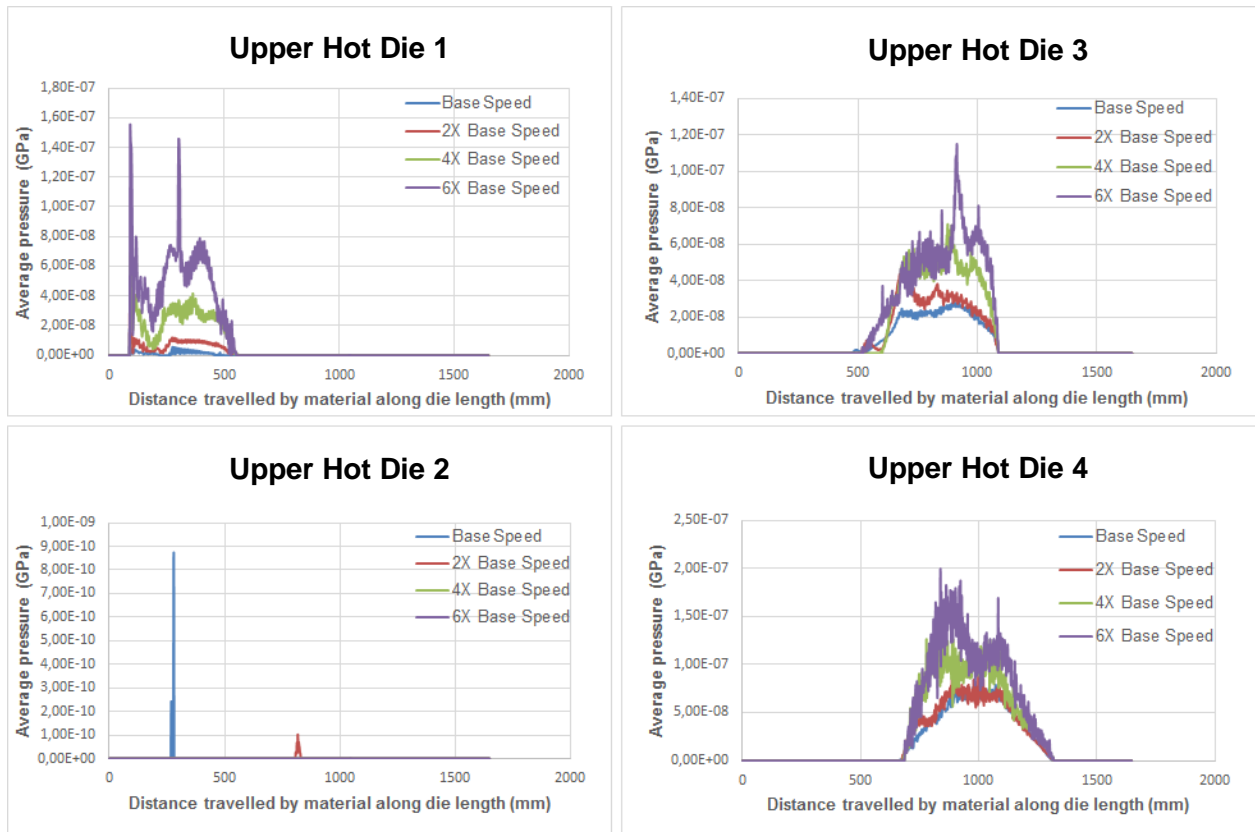 Upper Hot Die 1
1,80E-07
1,60E-07
1,40E-07
1,20E-07
1,00E-07
8,00E-08
6,00E-08
4,00E-08
2,00E-08
0,00E+00
Average pressure (GPa)
Base Speed
2X Base Speed
4X Base Speed
6X Base Speed
0 500 1000 1500 2000
Distance travelled by material along die length (mm)
Upper Hot Die 3
1,40E-07
1,20E-07
1,00E-07
8,00E-08
6,00E-08
4,00E-08
2,00E-08
0,00E+00
Average pressure (GPa)
Base Speed
2X Base Speed
4X Base Speed
6X Base Speed
0 500 1000 1500 2000
Distance travelled by material along die length (mm)
Upper Hot Die 2
1,00E-09
9,00E-10
8,00E-10
7,00E-10
6,00E-10
5,00E-10
4,00E-10
3,00E-10
2,00E-10
1,00E-10
0,00E+00
Average pressure (GPa)
Base Speed
2X Base Speed
4X Base Speed
6X Base Speed
0 500 1000 1500 2000
Distance travelled by material along die length (mm)
Upper Hot Die 4
2,50E-07
2,00E-07
1,50E-07
1,00E-07
5,00E-08
0,00E+00
Average pressure (GPa)
Base Speed
2X Base Speed
4X Base Speed
6X Base Speed
0 500 1000 1500 2000
Distance travelled by material along die length (mm)